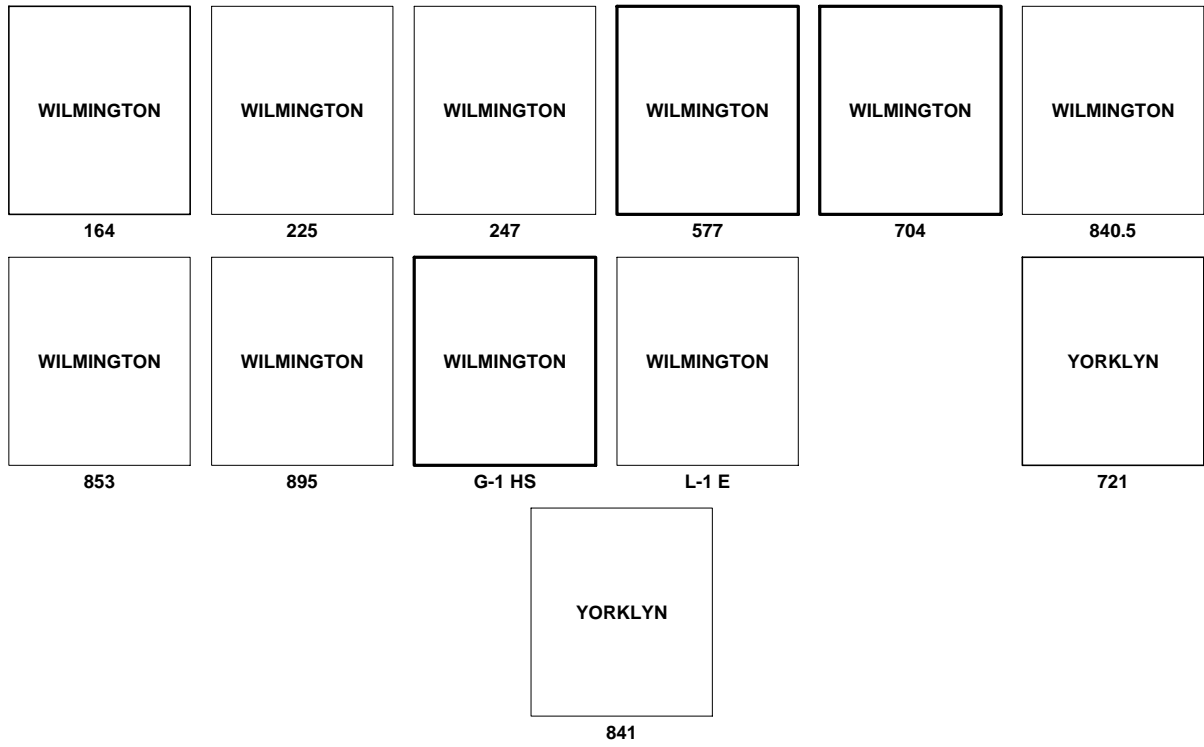 WILMINGTON WILMINGTON WILMINGTON WILMINGTON WILMINGTON WILMINGTON
164 225 247 577 704 840.5
WILMINGTON WILMINGTON WILMINGTON WILMINGTON YORKLYN
853 895 G-1 HS L-1 E 721
YORKLYN
841